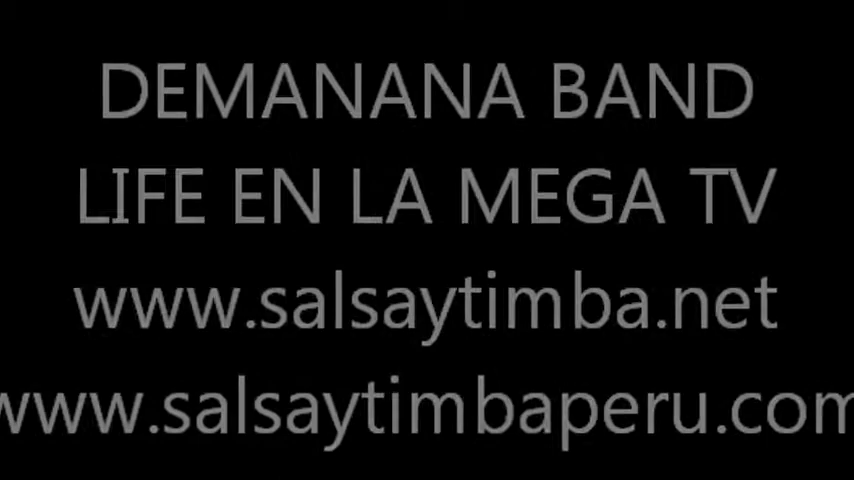 DEMANANA BAND
LIFE EN LA MEGA TV
www.salsaytimba.net
www.salsaytimbaperu.com